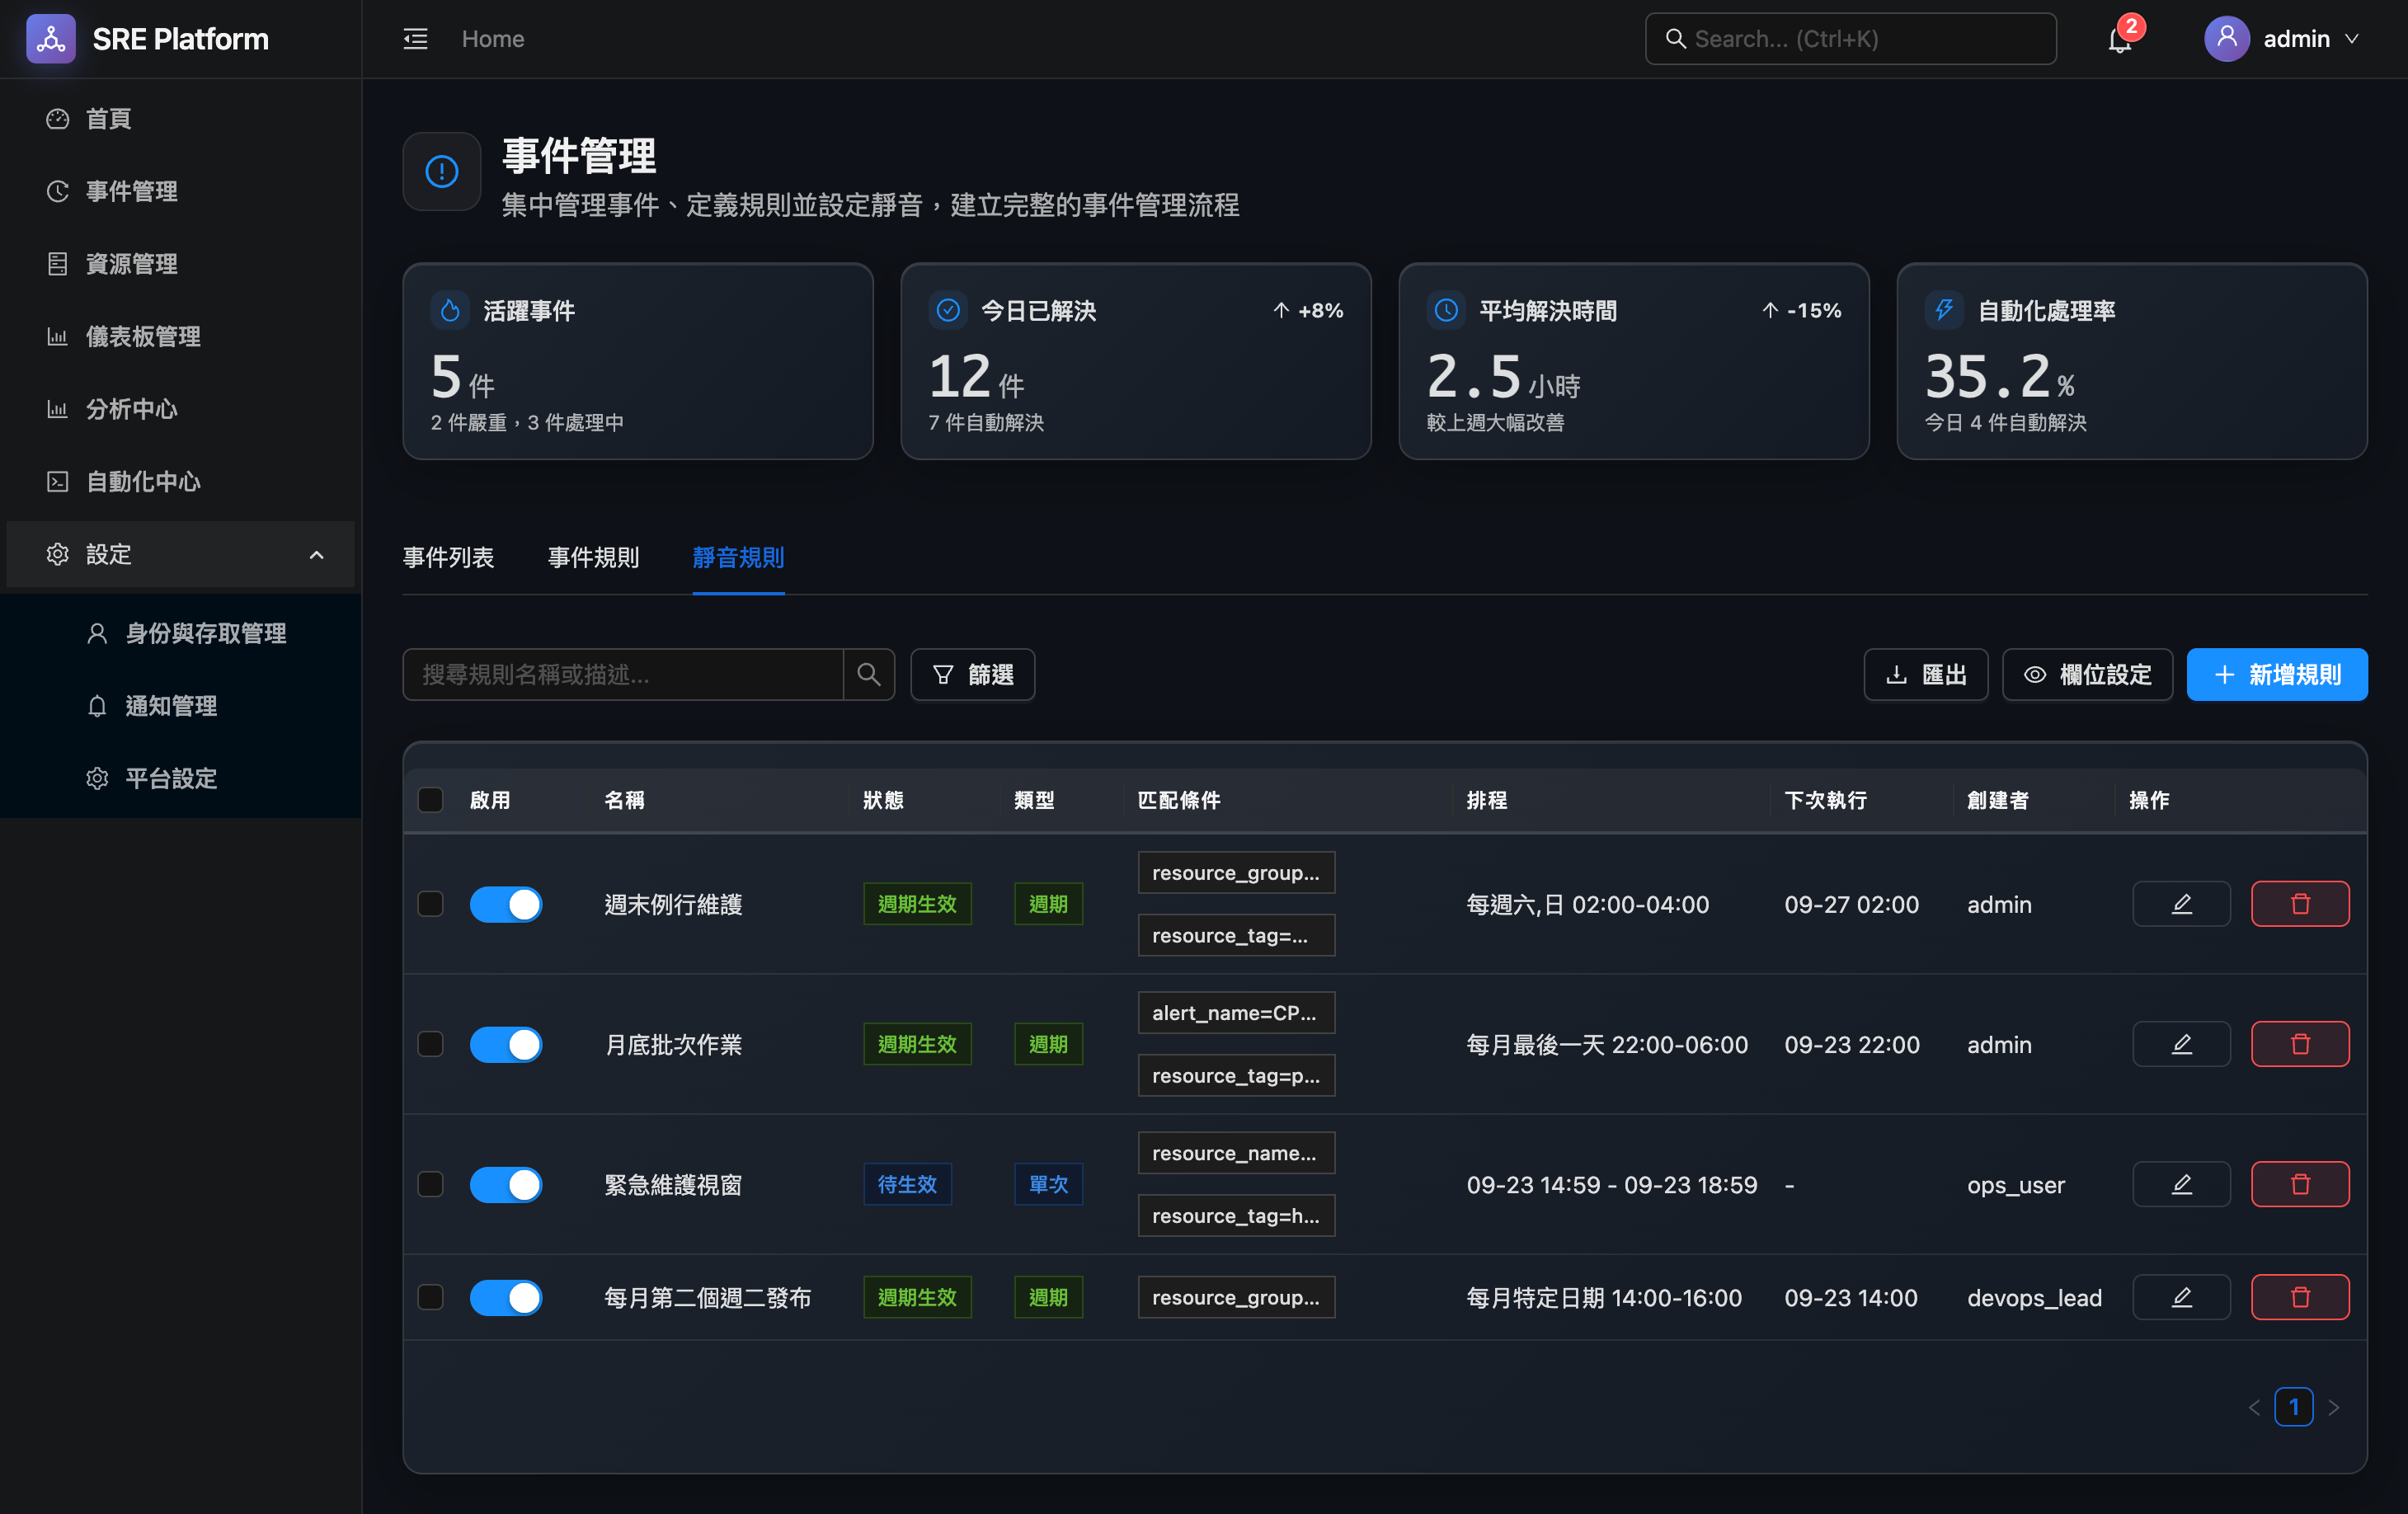 SRE Platform
Home
Search... (Ctrl+K)
2
admin
首頁
事件管理
資源管理
儀表板管理
分析中心
自動化中心
設定
身份與存取管理
通知管理
平台設定
事件管理
集中管理事件、定義規則並設定靜音，建立完整的事件管理流程
活躍事件
5 件
2 件嚴重，3 件處理中
今日已解決
+8%
12 件
7 件自動解決
平均解決時間
-15%
2.5 小時
較上週大幅改善
自動化處理率
35.2 %
今日 4 件自動解決
事件列表 事件規則 靜音規則
搜尋規則名稱或描述...
篩選
匯出
欄位設定
新增規則
啟用 名稱 狀態 類型 匹配條件 排程 下次執行 創建者 操作
週末例行維護 週期生效 週期
resource_group...
resource_tag=...
每週六,日 02:00-04:00 09-27 02:00 admin
月底批次作業 週期生效 週期
alert_name=CP...
resource_tag=p...
每月最後一天 22:00-06:00 09-23 22:00 admin
緊急維護視窗 待生效 單次
resource_name...
resource_tag=h...
09-23 14:59 - 09-23 18:59 - ops_user
每月第二個週二發布 週期生效 週期
resource_group...
每月特定日期 14:00-16:00 09-23 14:00 devops_lead
1